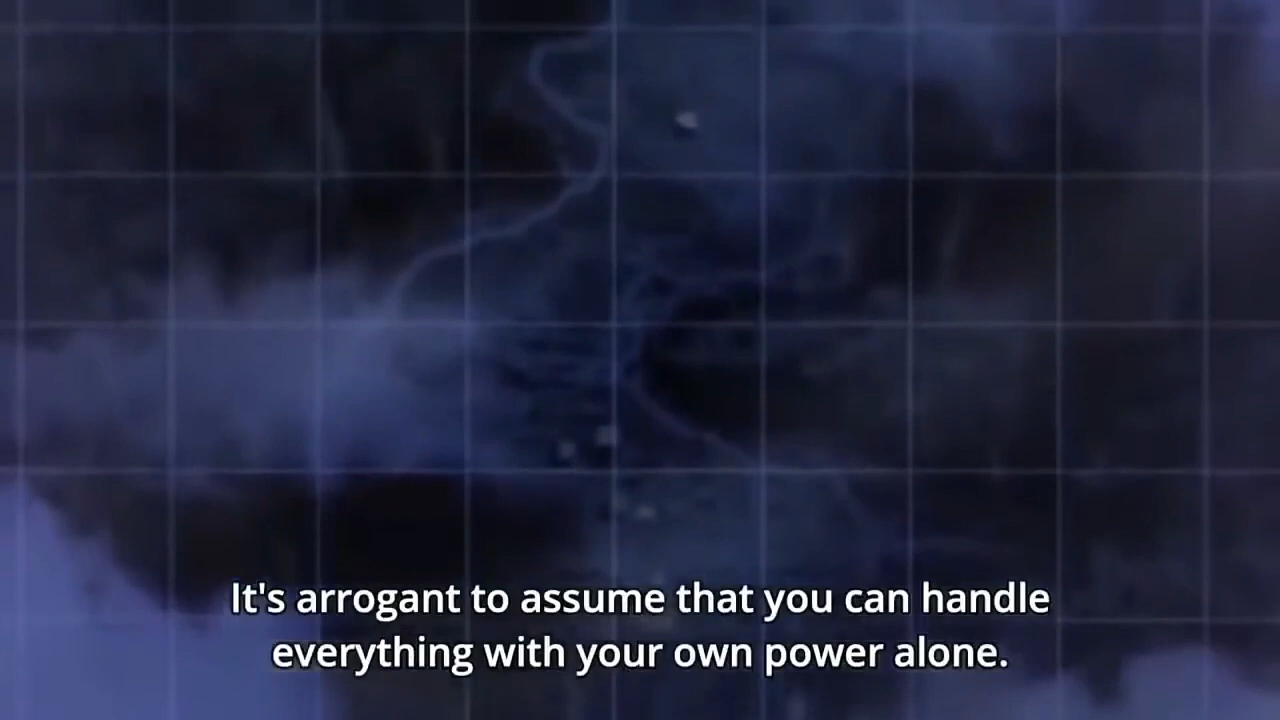 It's arrogant to assume that you can handle
everything with your own power alone.